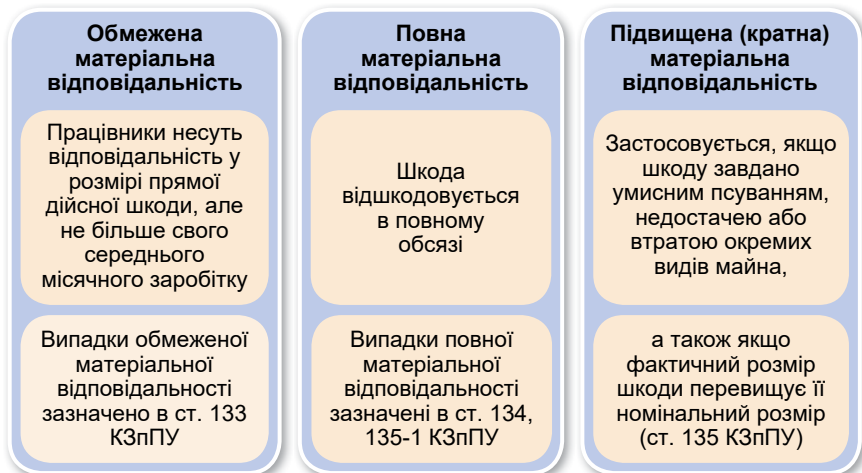 Обмежена
матеріальна
відповідальність
Працівники несуть
відповідальність у
розмірі прямої
дійсної шкоди, але
не більше свого
середнього
місячного заробітку
Випадки обмеженої
матеріальної
відповідальності
зазначено в ст. 133
КЗпПУ
Повна
матеріальна
відповідальність
Шкода
відшкодовується
в повному
обсязі
Випадки повної
матеріальної
відповідальності
зазначені в ст. 134,
135-1 КЗпПУ
Підвищена (кратна)
матеріальна
відповідальність
Застосовується, якщо
шкоду завдано
умисним псуванням,
недостачею або
втратою окремих
видів майна,
а також якщо
фактичний розмір
шкоди перевищує її
номінальний розмір
(ст. 135 КЗпПУ)